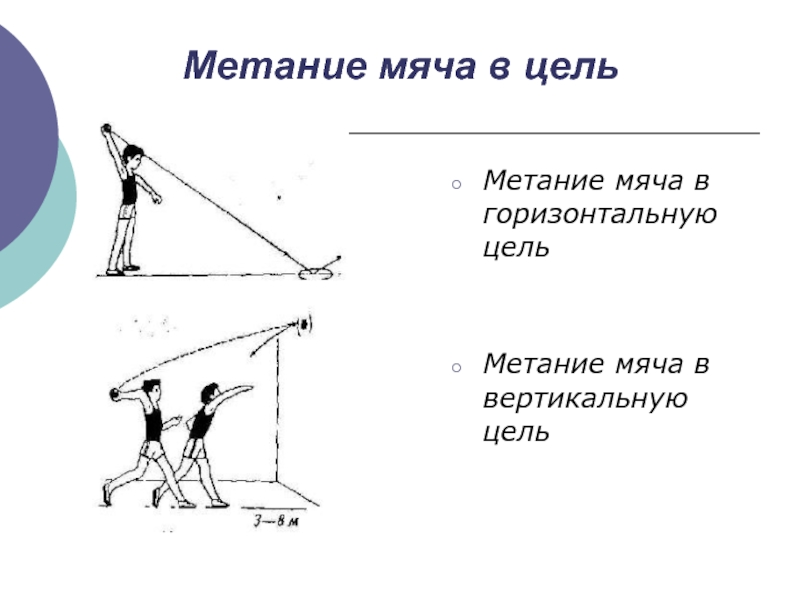 Метание мяча в цель
Метание мяча в
горизонтальную
цель
Метание мяча в
вертикальную
цель
3—8 м